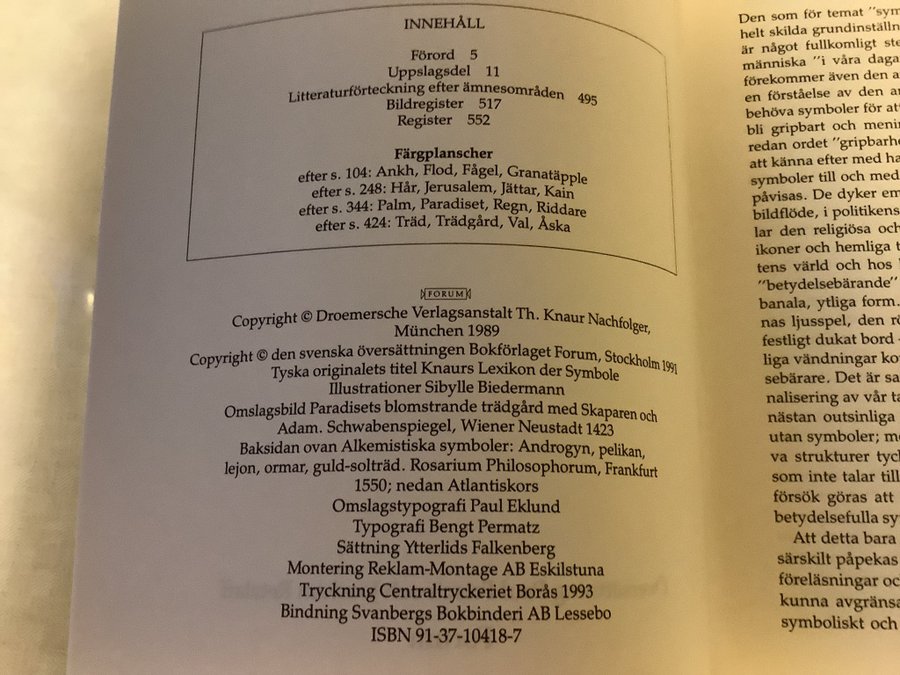 INNEHÅLL
Förord 5
Uppslagsdel 11
Litteraturförteckning efter ämnesområden 495
Bildregister 517
Register 552
Färgplanscher
efter s. 104: Ankh, Flod, Fågel, Granatäpple
efter s. 248: Hår, Jerusalem, Jättar, Kain
efter s. 344: Palm, Paradiset, Regn, Riddare
efter s. 424: Träd, Trädgård, Val, Åska
FORUM
Copyright © Droemersche Verlagsanstalt Th. Knaur Nachfolger,
München 1989
Copyright © den svenska översättningen Bokförlaget Forum, Stockholm 1991
Tyska originalets titel Knaurs Lexikon der Symbole
Illustrationer Sibylle Biedermann
Omslagsbild Paradisets blomstrande trädgård med Skaparen och
Adam. Schwabenspiegel, Wiener Neustadt 1423
Baksidan ovan Alkemistiska symboler: Androgyn, pelikan,
lejon, ormar, guld-solträd. Rosarium Philosophorum, Frankfurt
1550; nedan Atlantiskors
Omslagstypografi Paul Eklund
Typografi Bengt Permatz
Sättning Ytterlids Falkenberg
Montering Reklam-Montage AB Eskilstuna
Tryckning Centraltryckeriet Borås 1993
Bindning Svanbergs Bokbinderi AB Lessebo
ISBN 91-37-10418-7
Den som för temat "sym
helt skilda grundinställn
är något fullkomligt ste
människa "i våra daga
förekommer även den a
en förståelse av den an
behöva symboler för att
bli gripbart och menin
redan ordet "gripbarhe
att känna efter med ha
symboler till och med
påvisas. De dyker em
bildflöde, i politikens
lar den religiösa och
ikoner och hemliga t
tens värld och hos
"betydelsebärande"
banala, ytliga form.
nas ljusspel, den rö
festligt dukat bord –
liga vändningar ko
sebärare. Det är sa
nalisering av vår ta
nästan outsinliga
utan symboler; me
va strukturer tyck
som inte talar till
försök göras att
betydelsefulla sy
Att detta bara
särskilt påpekas
föreläsningar oc
kunna avgränsa
symboliskt och